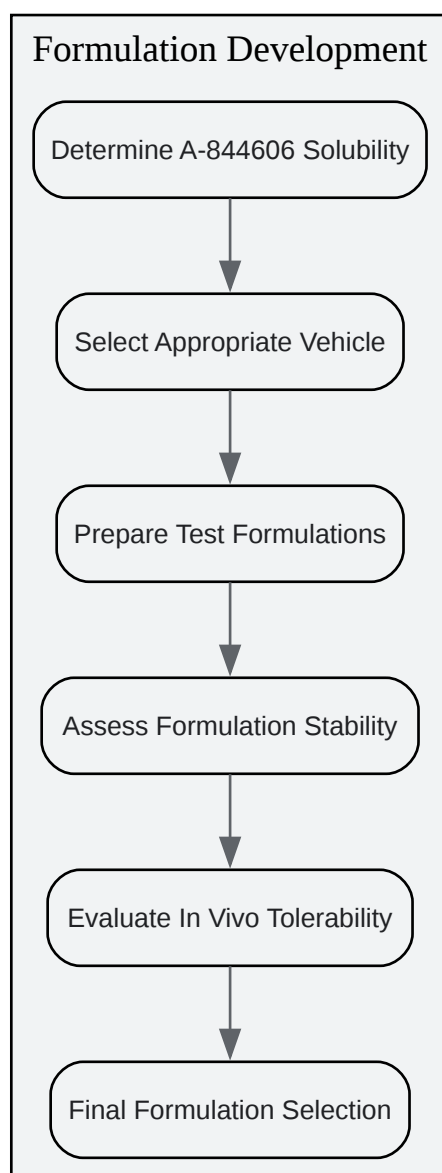 Formulation Development
Determine A-844606 Solubility
Select Appropriate Vehicle
Prepare Test Formulations
Assess Formulation Stability
Evaluate In Vivo Tolerability
Final Formulation Selection